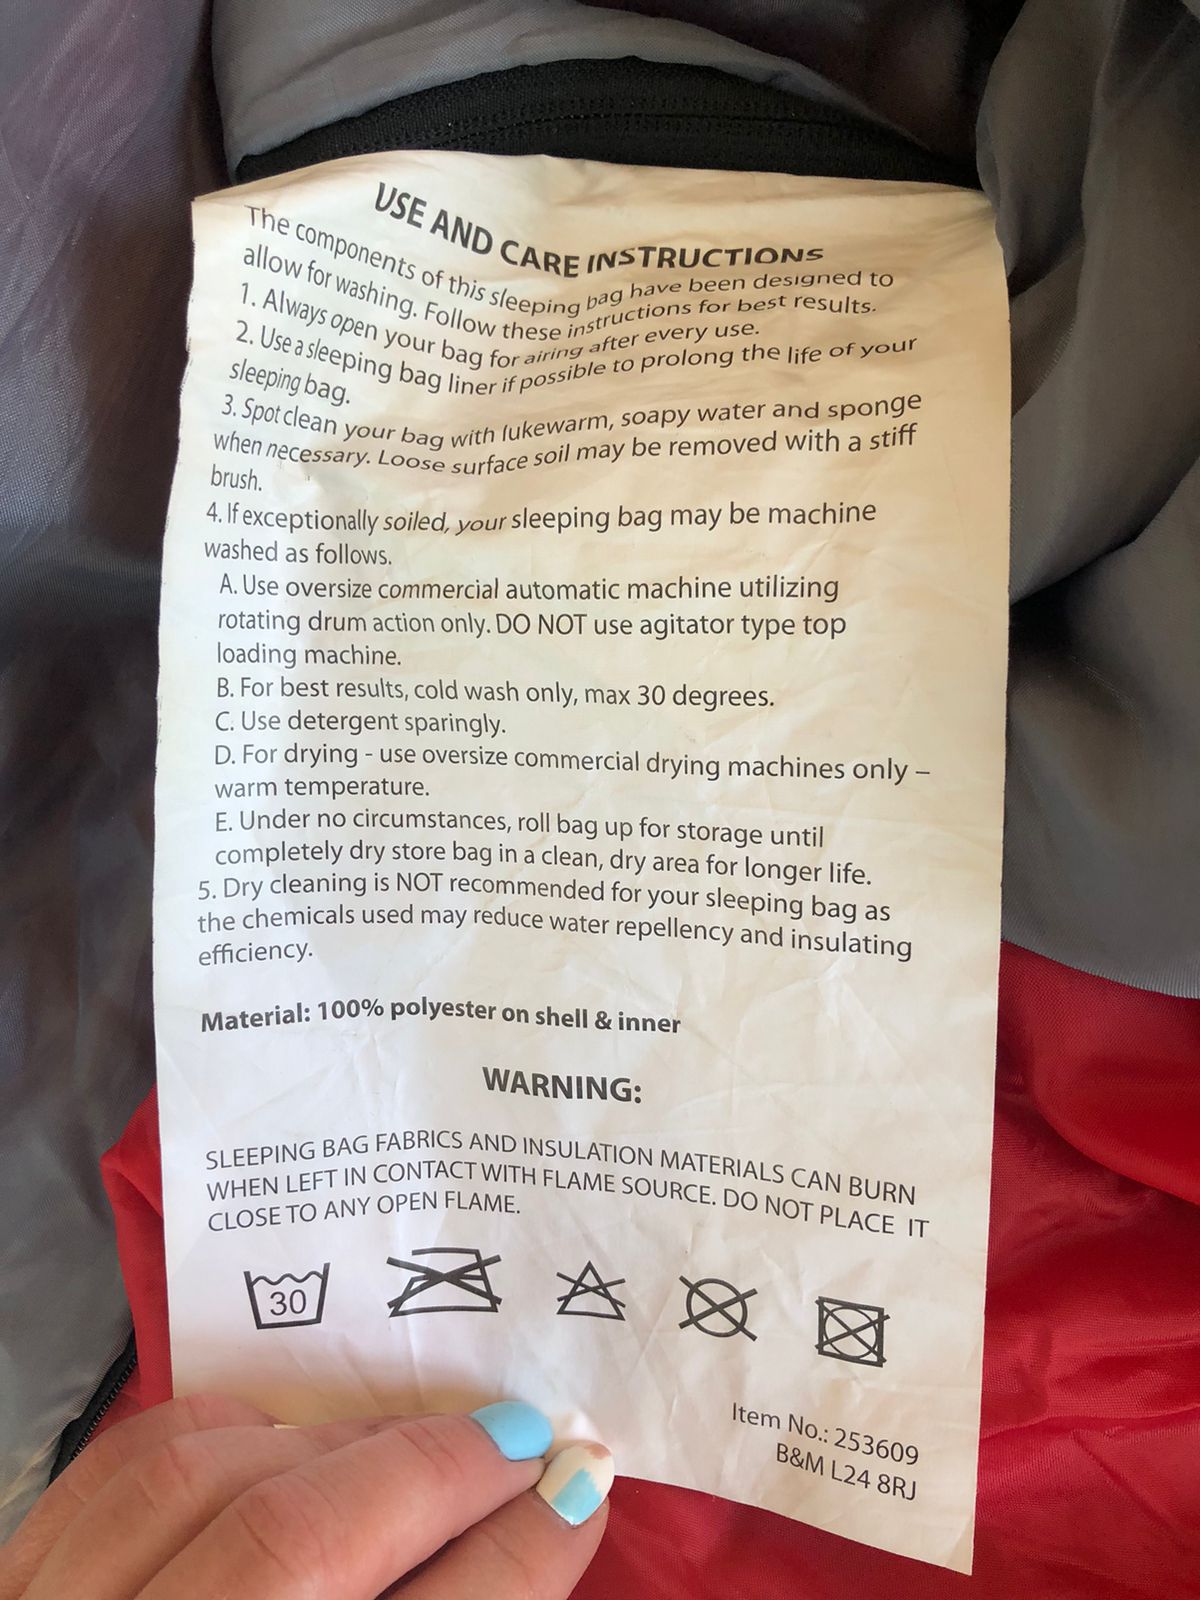 USE AND CARE INSTRUCTIONS
The components of this sleeping bag have been designed to
allow for washing. Follow these instructions for best results.
1. Always open your bag for airing after every use.
2. Use a sleeping bag liner if possible to prolong the life of your
sleeping bag.
3. Spot clean your bag with lukewarm, soapy water and sponge
when necessary. Loose surface soil may be removed with a stiff
brush.
4. If exceptionally soiled, your sleeping bag may be machine
washed as follows.
A. Use oversize commercial automatic machine utilizing
rotating drum action only. DO NOT use agitator type top
loading machine.
B. For best results, cold wash only, max 30 degrees.
C. Use detergent sparingly.
D. For drying - use oversize commercial drying machines only –
warm temperature.
E. Under no circumstances, roll bag up for storage until
completely dry store bag in a clean, dry area for longer life.
5. Dry cleaning is NOT recommended for your sleeping bag as
the chemicals used may reduce water repellency and insulating
efficiency.
Material: 100% polyester on shell & inner
WARNING:
SLEEPING BAG FABRICS AND INSULATION MATERIALS CAN BURN
WHEN LEFT IN CONTACT WITH FLAME SOURCE. DO NOT PLACE IT
CLOSE TO ANY OPEN FLAME.
30
Item No.: 253609
B&M L24 8RJ